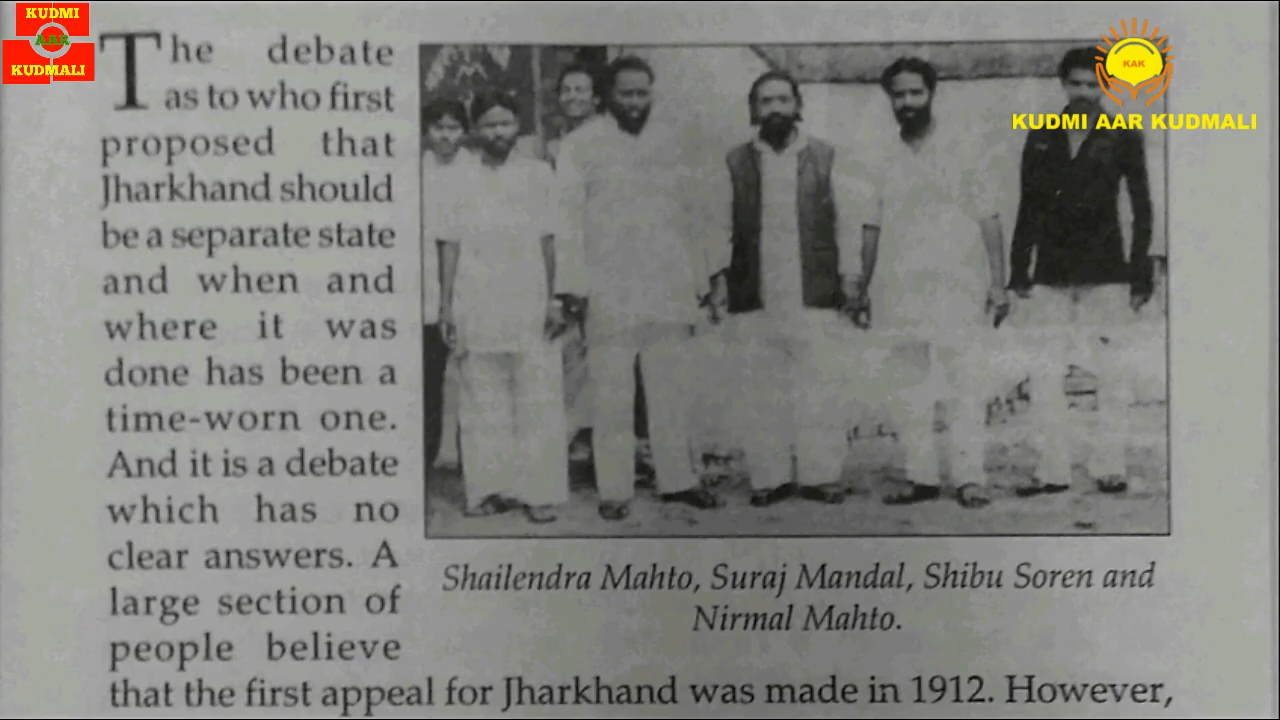 KUDMI
AAR
KUDMALI
KAK
KUDMI AAR KUDMALI
The debate
as to who first
proposed that
Jharkhand should
be a separate state
and when and
where it was
done has been a
time-worn one.
And it is a debate
which has no
clear answers. A
large section of
people believe
that the first appeal for Jharkhand was made in 1912. However,
Shailendra Mahto, Suraj Mandal, Shibu Soren and
Nirmal Mahto.